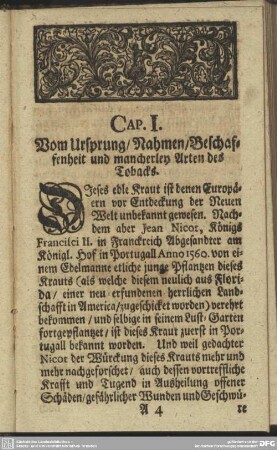 CAP. I.
Vom Ursprung/Nahmen/Beschaf-
fenheit und mancherley Arten des
Tobacks.
DIeses edle Kraut ist denen Europä-
ern vor Entdeckung der Neuen
Welt unbekannt gewesen. Nach-
dem aber Jean Nicot, Königs
Francisci II. in Franckreich Abgesandter am
Königl. Hof in Portugall Anno 1560. von ei-
nem Edelmanne etliche junge Pflantzen dieses
Krauts (als welche diesem neulich aus Flori-
da/ einer neu-erfundenen herrlichen Land-
schafft in America/zugeschicket worden) verehrt
bekommen/ und selbige in seinem Lust-Garten
fortgepflantzet/ ist dieses Kraut zuerst in Por-
tugall bekannt worden. Und weil gedachter
Nicot der Würckung dieses Krauts mehr und
mehr nachgeforschet/ auch dessen vortreffliche
Krafft und Tugend in Ausheilung offener
Schäden/ gefährlicher Wunden und Geschwü-
A 4 re